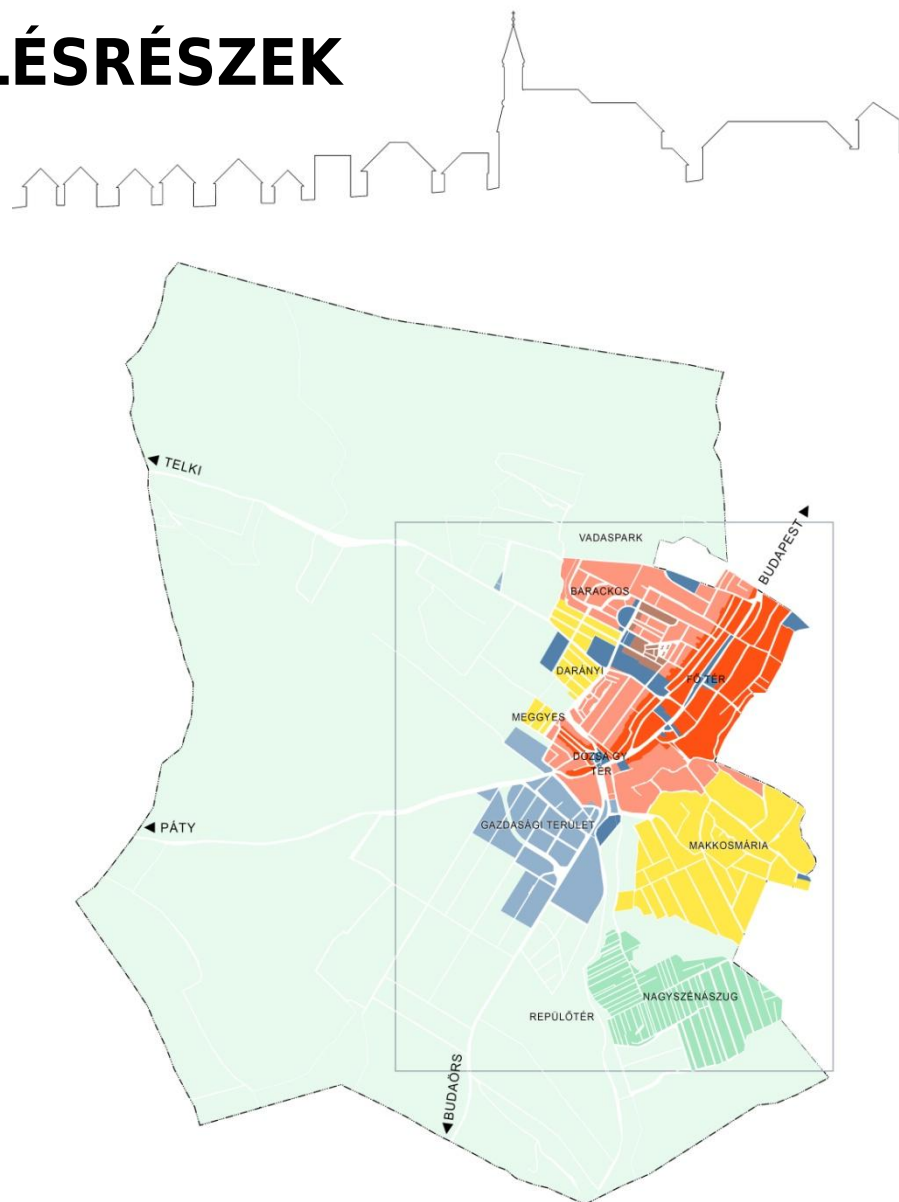 LÉSRÉSZEK
TELKI
BUDAPEST
VADASPARK
BARACKOS
DARÁNYI
FŐ TÉR
MEGGYES
DÓZSA GY.
TÉR
PÁTY
GAZDASÁGI TERÜLET
MAKKOSMÁRIA
NAGYSZÉNÁSZUG
REPÜLŐTÉR
BUDAÖRS